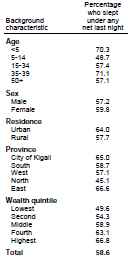 Background characteristic
Percentage who slept under any net last night
Age
<5 70.3
5-14 48.7
15-34 57.4
35-39 71.1
50+ 57.1
Sex
Male 57.2
Female 59.8
Residence
Urban 64.0
Rural 57.7
Province
City of Kigali 65.0
South 58.7
West 57.1
North 45.1
East 66.6
Wealth quintile
Lowest 49.6
Second 54.3
Middle 58.9
Fourth 63.1
Highest 66.8
Total 58.6